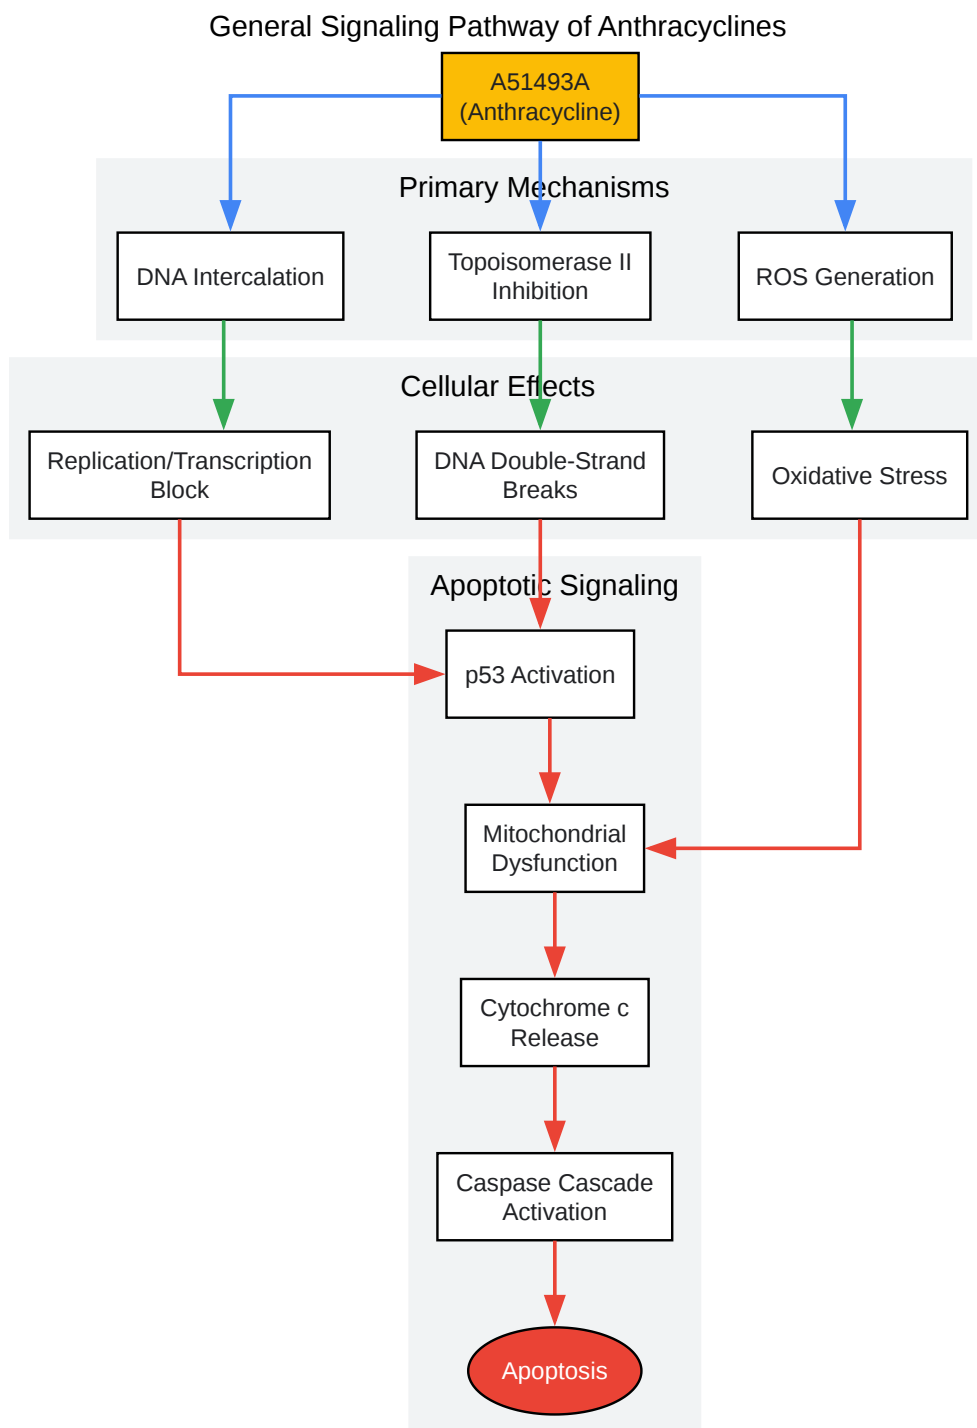 General Signaling Pathway of Anthracyclines
A51493A
(Anthracycline)
Primary Mechanisms
DNA Intercalation
Topoisomerase II
Inhibition
ROS Generation
Cellular Effects
Replication/Transcription
Block
DNA Double-Strand
Breaks
Oxidative Stress
Apoptotic Signaling
p53 Activation
Mitochondrial
Dysfunction
Cytochrome c
Release
Caspase Cascade
Activation
Apoptosis